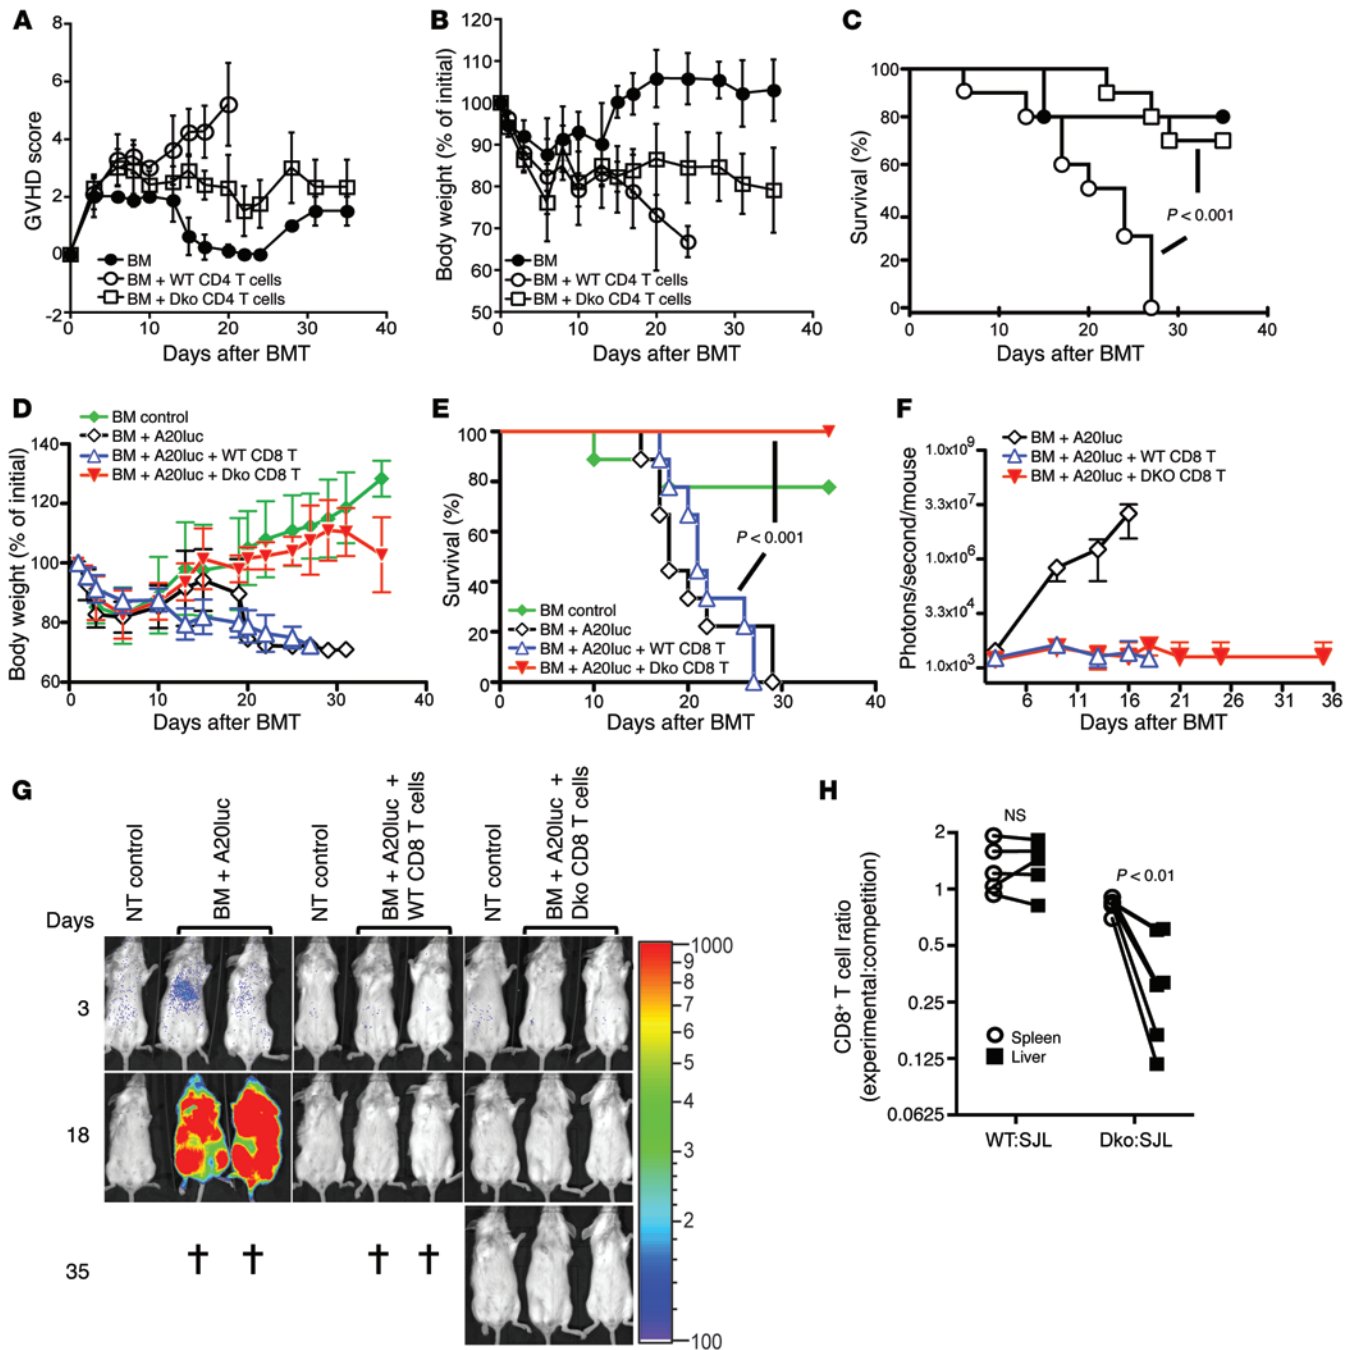 A
GVHD score
8
6
4
2
0
-2
0 10 20 30 40
Days after BMT
BM
BM + WT CD4 T cells
BM + Dko CD4 T cells
B
Body weight (% of initial)
120
110
100
90
80
70
60
50
0 10 20 30 40
Days after BMT
BM
BM + WT CD4 T cells
BM + Dko CD4 T cells
C
Survival (%)
100
80
60
40
20
0
0 10 20 30 40
Days after BMT
P < 0.001
D
BM control
BM + A20luc
BM + A20luc + WT CD8 T
BM + A20luc + Dko CD8 T
Body weight (% of initial)
140
120
100
80
60
0 10 20 30 40
Days after BMT
E
Survival (%)
100
80
60
40
20
0
P < 0.001
BM control
BM + A20luc
BM + A20luc + WT CD8 T
BM + A20luc + Dko CD8 T
0 10 20 30 40
Days after BMT
F
BM + A20luc
BM + A20luc + WT CD8 T
BM + A20luc + DKO CD8 T
Photons/second/mouse
1.0x10⁹
3.3x10⁷
1.0x10⁶
3.3x10⁴
1.0x10³
6 11 16 21 26 31 36
Days after BMT
G
Days
NT control
BM + A20luc
NT control
BM + A20luc +
WT CD8 T cells
NT control
BM + A20luc +
Dko CD8 T cells
3
18
35
† † † †
1000
9
8
7
6
5
4
3
2
100
H
CD8⁺ T cell ratio
(experimental:competition)
2
1
0.5
0.25
0.125
0.0625
NS
P < 0.01
Spleen
Liver
WT:SJL Dko:SJL